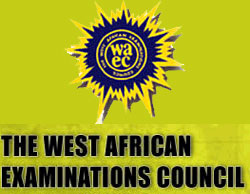 waec
THE WEST AFRICAN
EXAMINATIONS COUNCIL